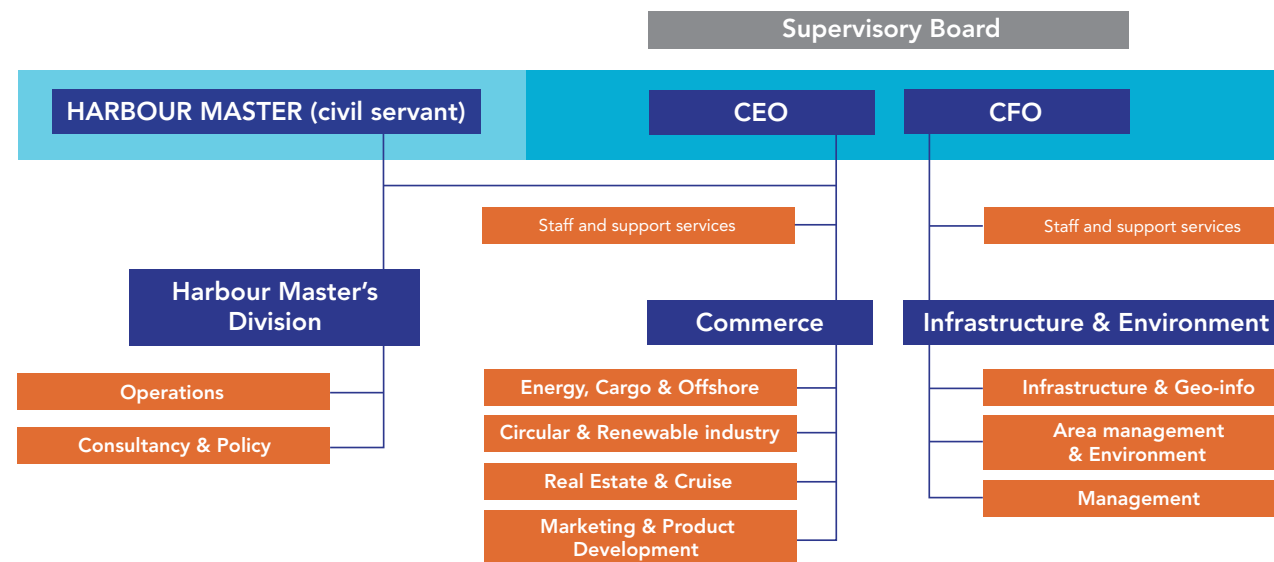 Supervisory Board
HARBOUR MASTER (civil servant)
CEO
CFO
Staff and support services
Staff and support services
Harbour Master’s
Division
Commerce
Infrastructure & Environment
Operations
Consultancy & Policy
Energy, Cargo & Offshore
Circular & Renewable industry
Real Estate & Cruise
Marketing & Product
Development
Infrastructure & Geo-info
Area management
& Environment
Management